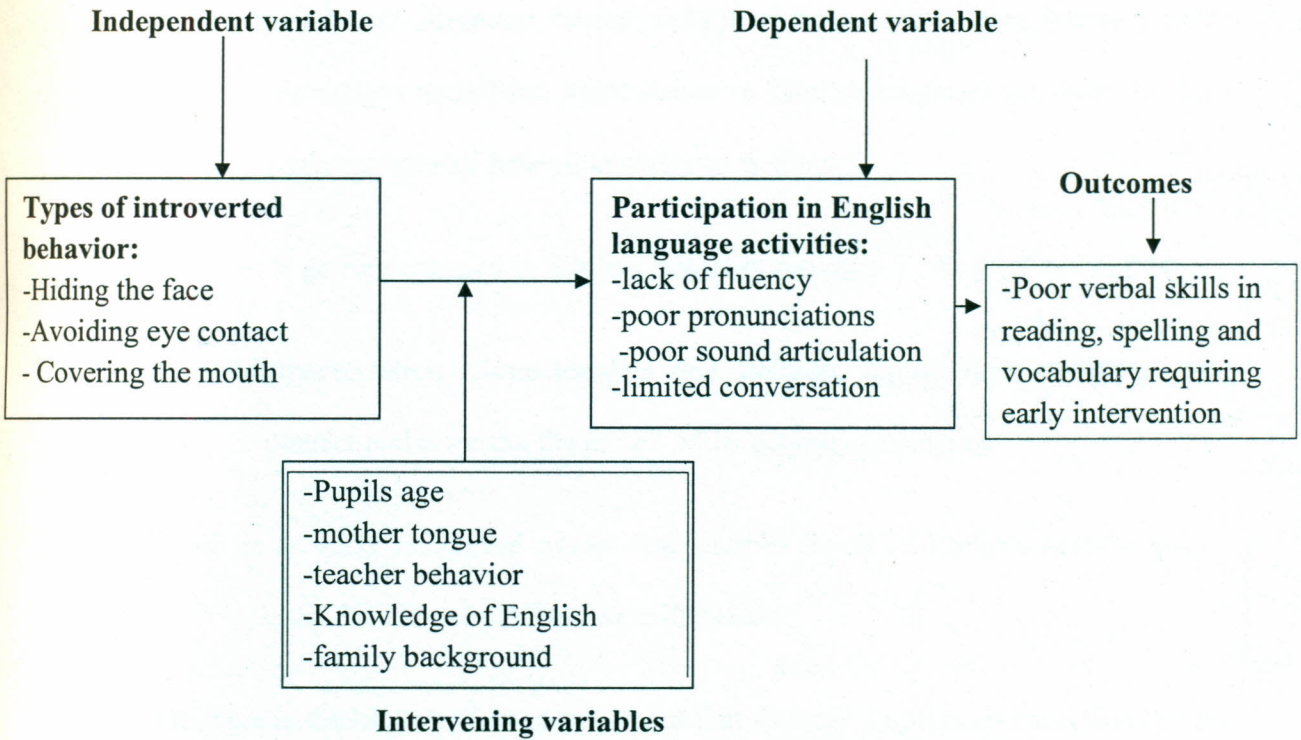 Independent variable
Dependent variable
Types of introverted
behavior:
-Hiding the face
-Avoiding eye contact
- Covering the mouth
Participation in English
language activities:
-lack of fluency
-poor pronunciations
-poor sound articulation
-limited conversation
Outcomes
-Poor verbal skills in
reading, spelling and
vocabulary requiring
early intervention
-Pupils age
-mother tongue
-teacher behavior
-Knowledge of English
-family background
Intervening variables